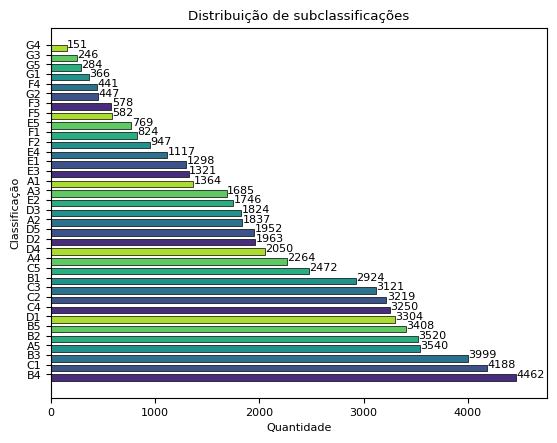 Distribuição de subclassificações
Classificação
G4 151
G3 246
G5 284
G1 366
F4 441
G2 447
F3 578
F5 582
E5 769
F1 824
F2 947
E4 1117
E1 1298
E3 1321
A1 1364
A3 1685
E2 1746
D3 1824
A2 1837
D5 1952
D2 1963
D4 2050
A4 2264
C5 2472
B1 2924
C3 3121
C2 3219
C4 3250
D1 3304
B5 3408
B2 3520
A5 3540
B3 3999
C1 4188
B4 4462
0 1000 2000 3000 4000
Quantidade